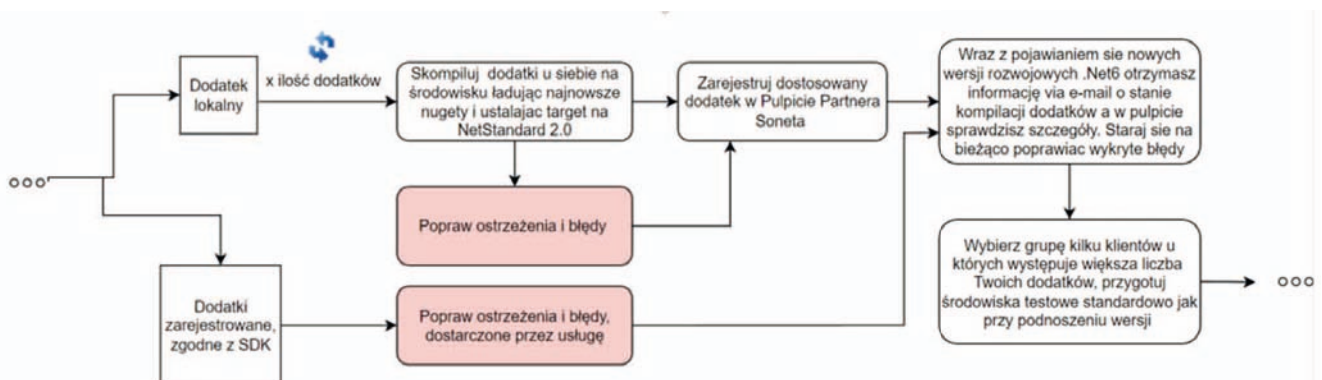 Dodatek
lokalny
x ilość dodatków
Skompiluj dodatki u siebie na
środowisku ładując najnowsze
nugety i ustalajac target na
NetStandard 2.0
Zarejestruj dostosowany
dodatek w Pulpicie Partnera
Soneta
Wraz z pojawianiem sie nowych
wersji rozwojowych .Net6 otrzymasz
informację via e-mail o stanie
kompilacji dodatków a w pulpicie
sprawdzisz szczegóły. Staraj sie na
bieżąco poprawiac wykryte błędy
Popraw ostrzeżenia i błędy
Dodatki
zarejestrowane,
zgodne z SDK
Popraw ostrzeżenia i błędy,
dostarczone przez usługę
Wybierz grupę kilku klientów u
których występuje większa liczba
Twoich dodatków, przygotuj
środowiska testowe standardowo jak
przy podnoszeniu wersji